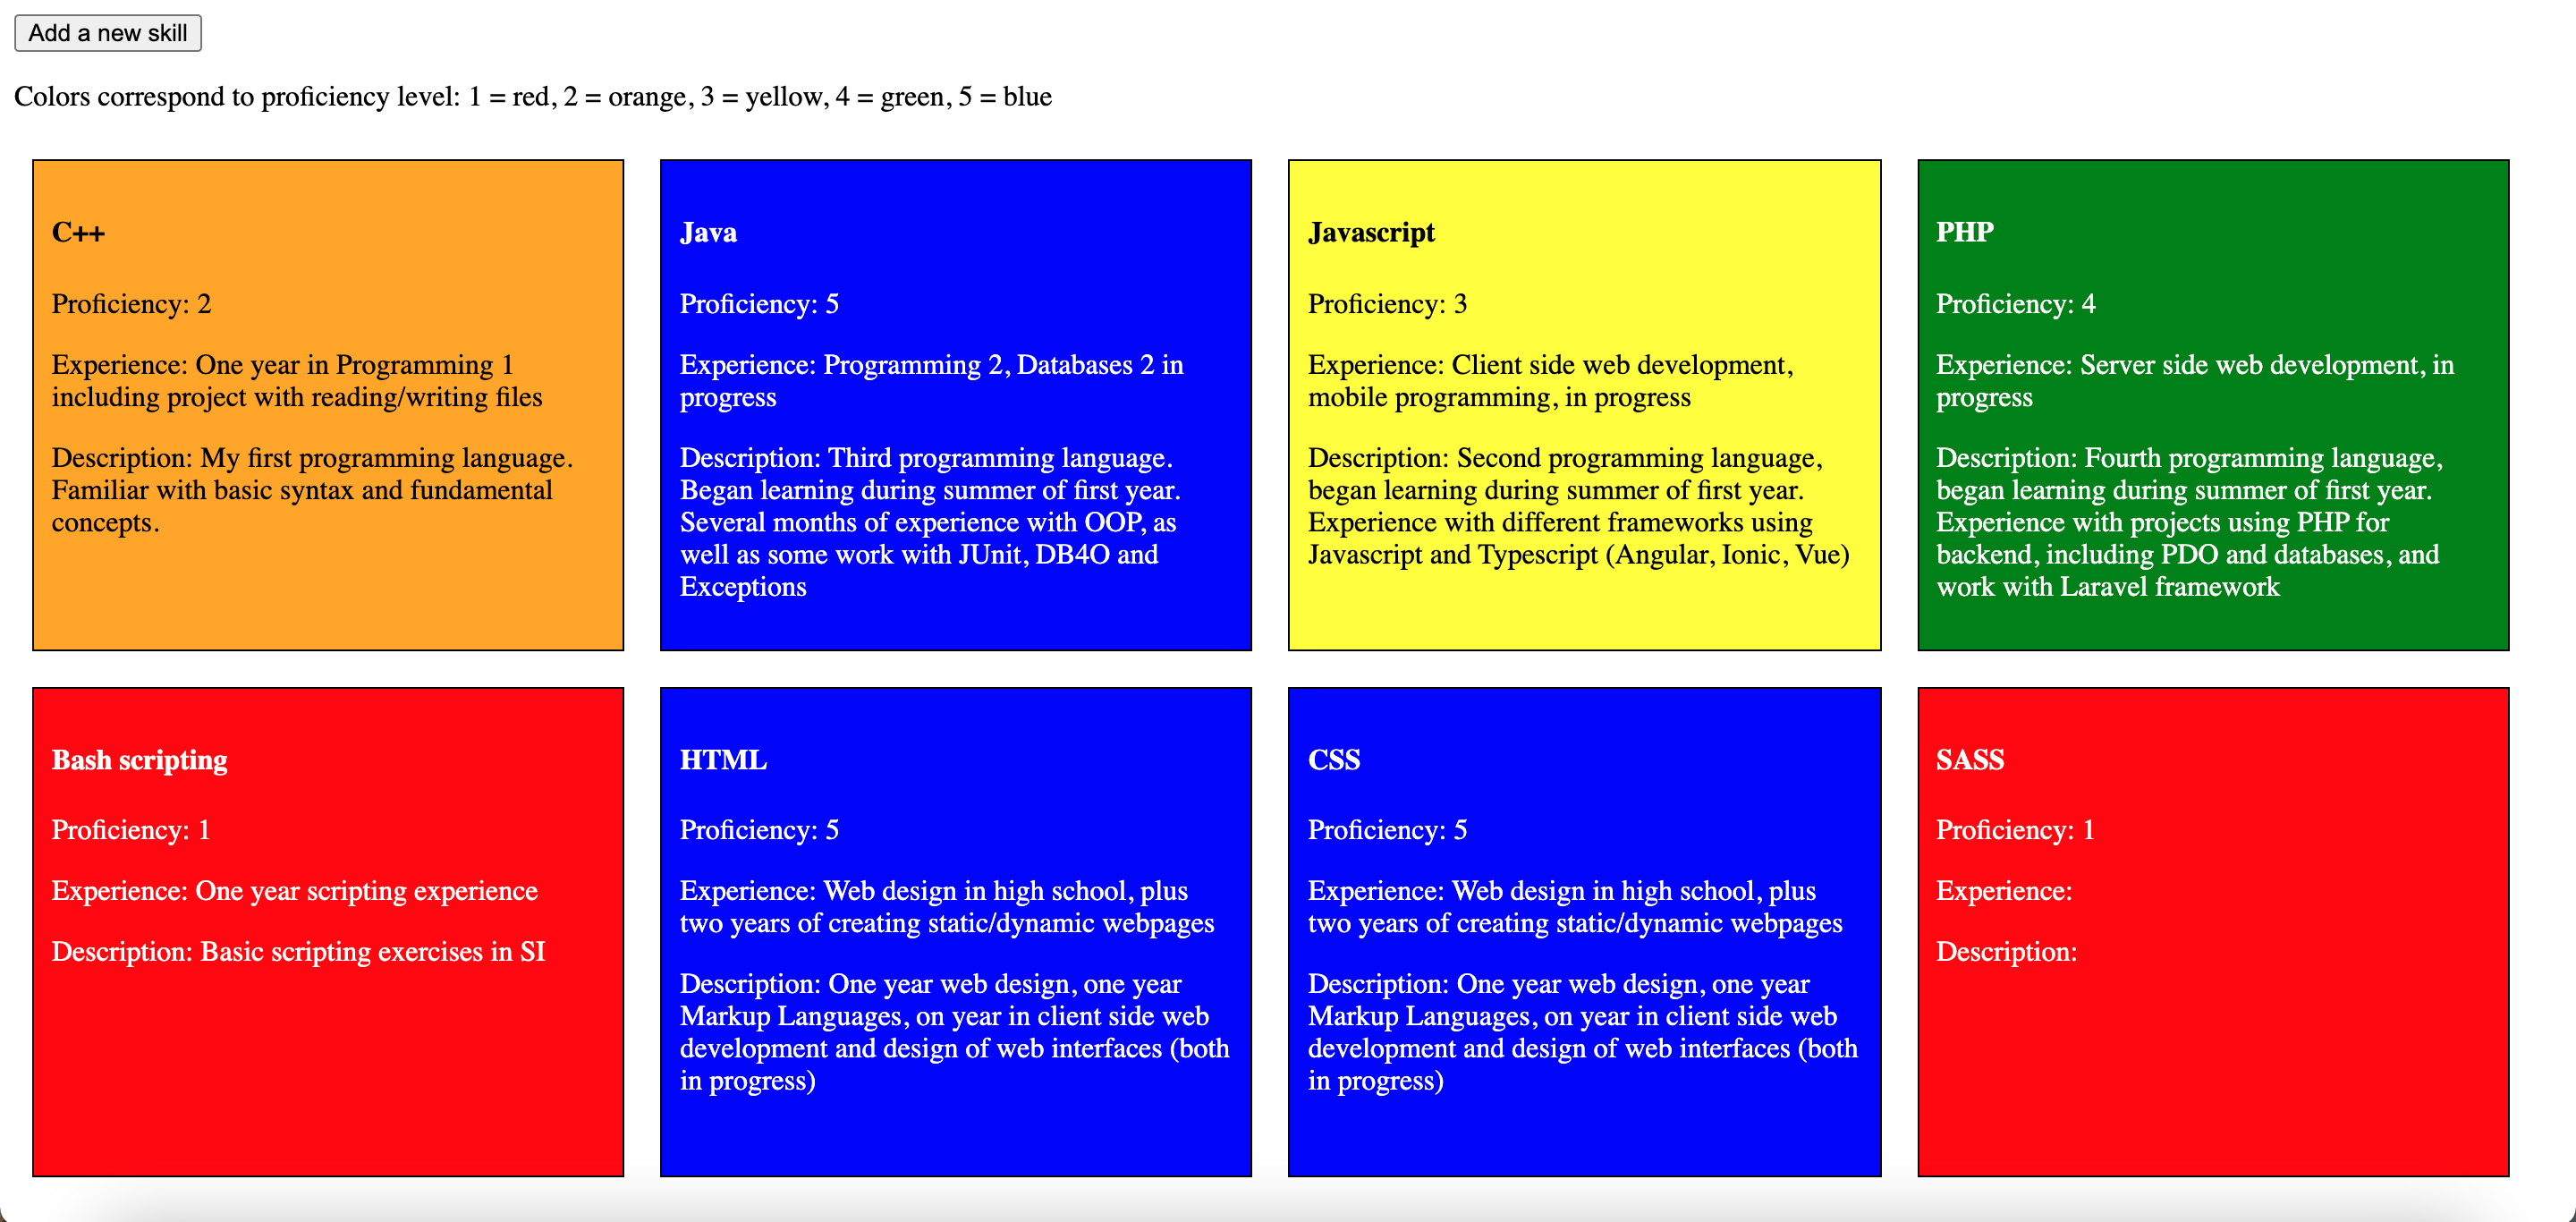 Add a new skill
Colors correspond to proficiency level: 1 = red, 2 = orange, 3 = yellow, 4 = green, 5 = blue
C++
Proficiency: 2
Experience: One year in Programming 1
including project with reading/writing files
Description: My first programming language.
Familiar with basic syntax and fundamental
concepts.
Java
Proficiency: 5
Experience: Programming 2, Databases 2 in
progress
Description: Third programming language.
Began learning during summer of first year.
Several months of experience with OOP, as
well as some work with JUnit, DB4O and
Exceptions
Javascript
Proficiency: 3
Experience: Client side web development,
mobile programming, in progress
Description: Second programming language,
began learning during summer of first year.
Experience with different frameworks using
Javascript and Typescript (Angular, Ionic, Vue)
PHP
Proficiency: 4
Experience: Server side web development, in
progress
Description: Fourth programming language,
began learning during summer of first year.
Experience with projects using PHP for
backend, including PDO and databases, and
work with Laravel framework
Bash scripting
Proficiency: 1
Experience: One year scripting experience
Description: Basic scripting exercises in SI
HTML
Proficiency: 5
Experience: Web design in high school, plus
two years of creating static/dynamic webpages
Description: One year web design, one year
Markup Languages, on year in client side web
development and design of web interfaces (both
in progress)
CSS
Proficiency: 5
Experience: Web design in high school, plus
two years of creating static/dynamic webpages
Description: One year web design, one year
Markup Languages, on year in client side web
development and design of web interfaces (both
in progress)
SASS
Proficiency: 1
Experience:
Description: